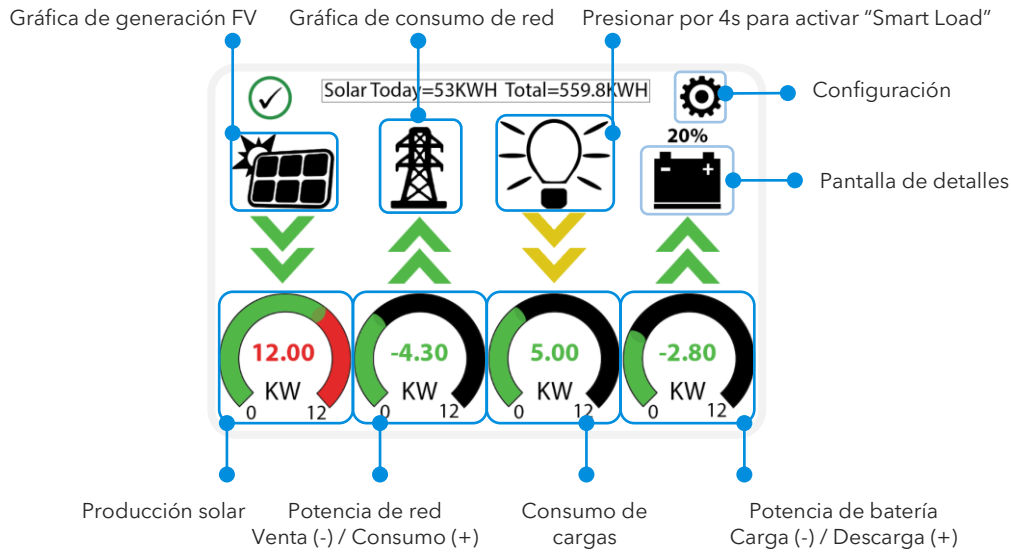 Gráfica de generación FV
Gráfica de consumo de red
Presionar por 4s para activar “Smart Load”
Solar Today=53KWH Total=559.8KWH
Configuración
20%
- +
Pantalla de detalles
12.00
KW
0 12
-4.30
KW
0 12
5.00
KW
0 12
-2.80
KW
0 12
Producción solar
Potencia de red
Venta (-) / Consumo (+)
Consumo de
cargas
Potencia de batería
Carga (-) / Descarga (+)